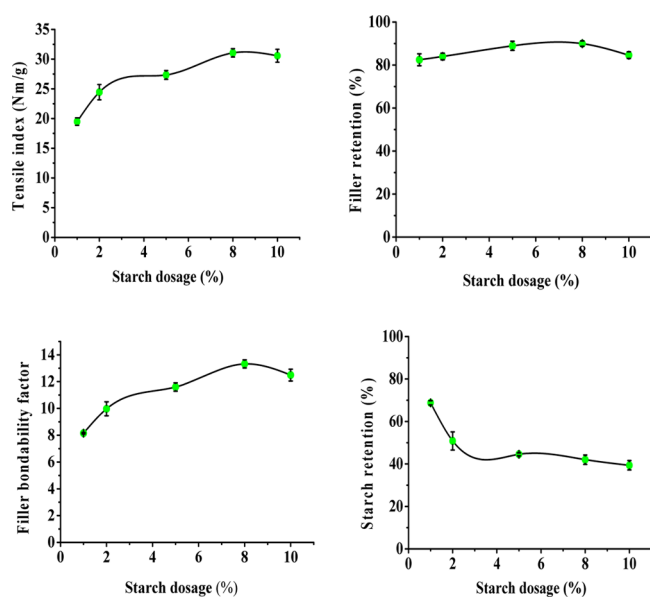 Tensile index (Nm/g)
35
30
25
20
15
10
5
0
0 2 4 6 8 10
Starch dosage (%)
Filler retention (%)
100
80
60
40
20
0
0 2 4 6 8 10
Starch dosage (%)
Filler bondability factor
14
12
10
8
6
4
2
0
0 2 4 6 8 10
Starch dosage (%)
Starch retention (%)
100
80
60
40
20
0
0 2 4 6 8 10
Starch dosage (%)